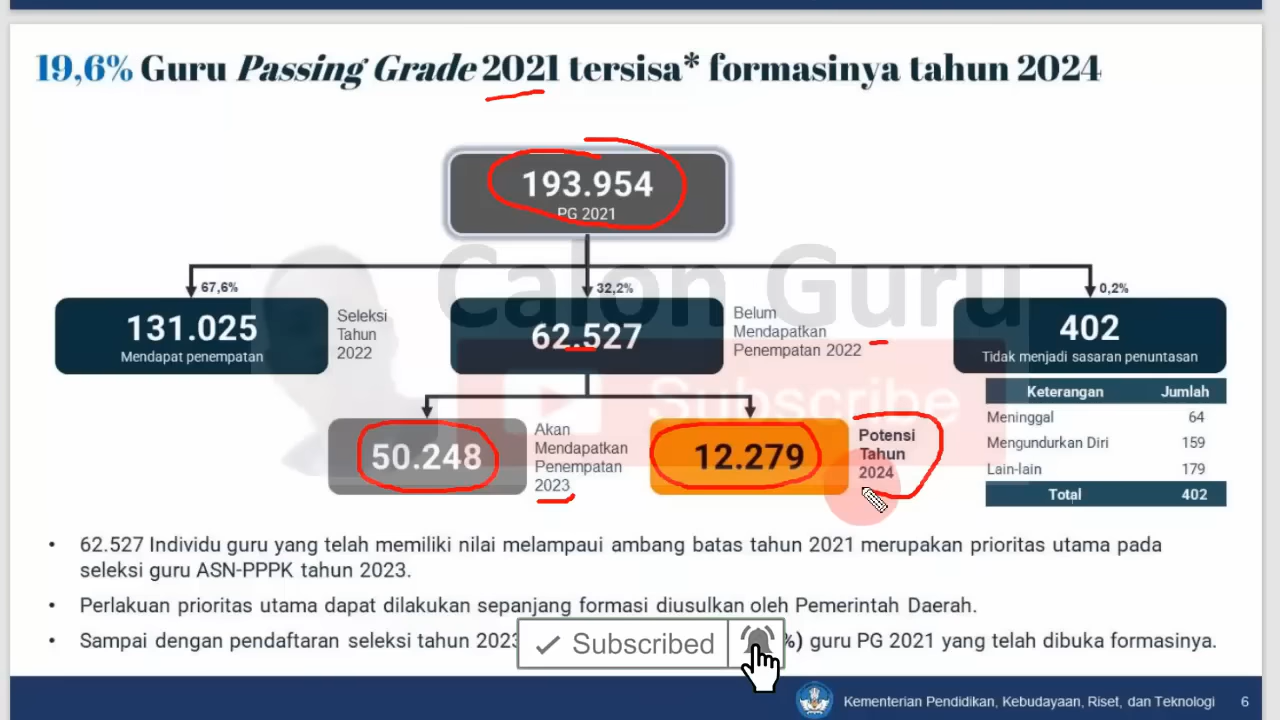 19,6% Guru Passing Grade 2021 tersisa* formasinya tahun 2024
193.954
PG 2021
67,6%
32,2%
0,2%
131.025
Mendapat penempatan
Seleksi
Tahun
2022
62.527
Belum
Mendapatkan
Penempatan 2022
402
Tidak menjadi sasaran penuntasan
Calon Guru
Subscribe
50.248
Akan
Mendapatkan
Penempatan
2023
12.279
Potensi
Tahun
2024
Keterangan Jumlah
Meninggal 64
Mengundurkan Diri 159
Lain-lain 179
Total 402
• 62.527 Individu guru yang telah memiliki nilai melampaui ambang batas tahun 2021 merupakan prioritas utama pada
seleksi guru ASN-PPPK tahun 2023.
• Perlakuan prioritas utama dapat dilakukan sepanjang formasi diusulkan oleh Pemerintah Daerah.
• Sampai dengan pendaftaran seleksi tahun 2023 %) guru PG 2021 yang telah dibuka formasinya.
Subscribed
Kementerian Pendidikan, Kebudayaan, Riset, dan Teknologi 6